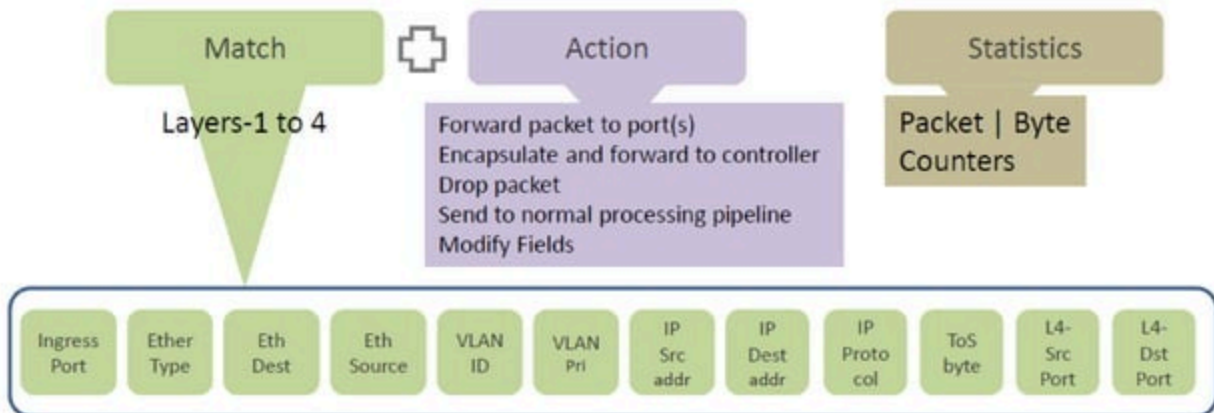 Match
Action
Statistics
Layers-1 to 4
Forward packet to port(s)
Encapsulate and forward to controller
Drop packet
Send to normal processing pipeline
Modify Fields
Packet | Byte
Counters
Ingress
Port
Ether
Type
Eth
Dest
Eth
Source
VLAN
ID
VLAN
Pri
IP
Src
addr
IP
Dest
addr
IP
Proto
col
ToS
byte
L4-
Src
Port
L4-
Dst
Port